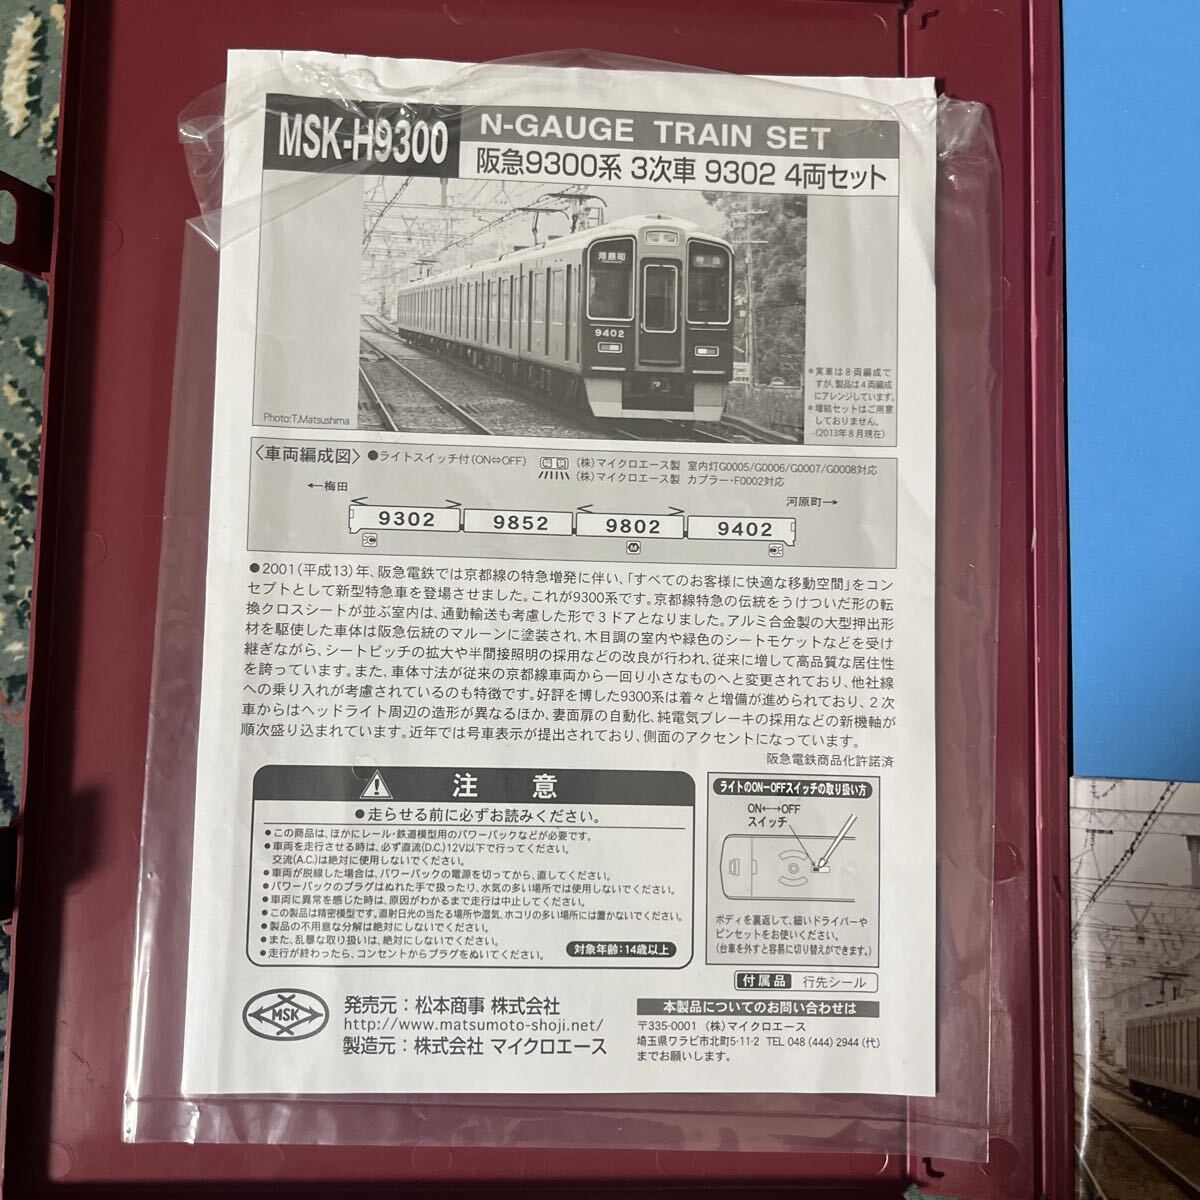 MSK-H9300
N-GAUGE TRAIN SET
阪急9300系 3次車 9302 4両セット
河原町
特急
9402
Photo:T.Matsushima
＊実車は８両編成で
すが、製品は４両編成
にアレンジしています。
＊増結セットはご用意
しておりません。
(2013年８月現在)
〈車両編成図〉
●ライトスイッチ付(ON⇔OFF)
(株)マイクロエース製 室内灯G0005/G0006/G0007/G0008対応
(株)マイクロエース製 カプラー・F0002対応
←梅田
河原町→
9302 9852 9802 9402
M
●2001(平成13)年、阪急電鉄では京都線の特急増発に伴い、「すべてのお客様に快適な移動空間」をコン
セプトとして新型特急車を登場させました。これが9300系です。京都線特急の伝統をうけついだ形の転
換クロスシートが並ぶ室内は、通勤輸送も考慮した形で３ドアとなりました。アルミ合金製の大型押出形
材を駆使した車体は阪急伝統のマルーンに塗装され、木目調の室内や緑色のシートモケットなどを受け
継ぎながら、シートピッチの拡大や半間接照明の採用などの改良が行われ、従来に増して高品質な居住性
を誇っています。また、車体寸法が従来の京都線車両から一回り小さなものへと変更されており、他社線
への乗り入れが考慮されているのも特徴です。好評を博した9300系は着々と増備が進められており、２次
車からはヘッドライト周辺の造形が異なるほか、妻面扉の自動化、純電気ブレーキの採用などの新機軸が
順次盛り込まれています。近年では号車表示が提出されており、側面のアクセントになっています。
阪急電鉄商品化許諾済
注意
●走らせる前に必ずお読みください。
●この商品は、ほかにレール・鉄道模型用のパワーパックなどが必要です。
●車両を走行させる時は、必ず直流(D.C.)12V以下で行ってください。
交流(A.C.)は絶対に使用しないでください。
●車両が脱線した場合は、パワーパックの電源を切ってから、直してください。
●パワーパックのプラグはぬれた手で扱ったり、水気の多い場所では使用しないでください。
●車両に異常を感じた時は、原因がわかるまで走行は中止してください。
●この製品は精密模型です。直射日光の当たる場所や湿気、ホコリの多い場所には置かないでください。
●製品の不用意な分解は絶対にしないでください。
●また、乱暴な取り扱いは、絶対にしないでください。
●走行が終わったら、コンセントからプラグをぬいてください。
対象年齢:14歳以上
ライトのON-OFFスイッチの取り扱い方
ON←→OFF
スイッチ
ボディを裏返して、細いドライバーや
ピンセットをお使いください。
(台車を外すと容易に切り替えができます。)
付属品 行先シール
MSK
発売元：松本商事 株式会社
http://www.matsumoto-shoji.net/
製造元：株式会社 マイクロエース
本製品についてのお問い合わせは
〒335-0001 (株)マイクロエース
埼玉県ワラビ市北町5-11-2 TEL 048(444)2944(代)
までお願いします。